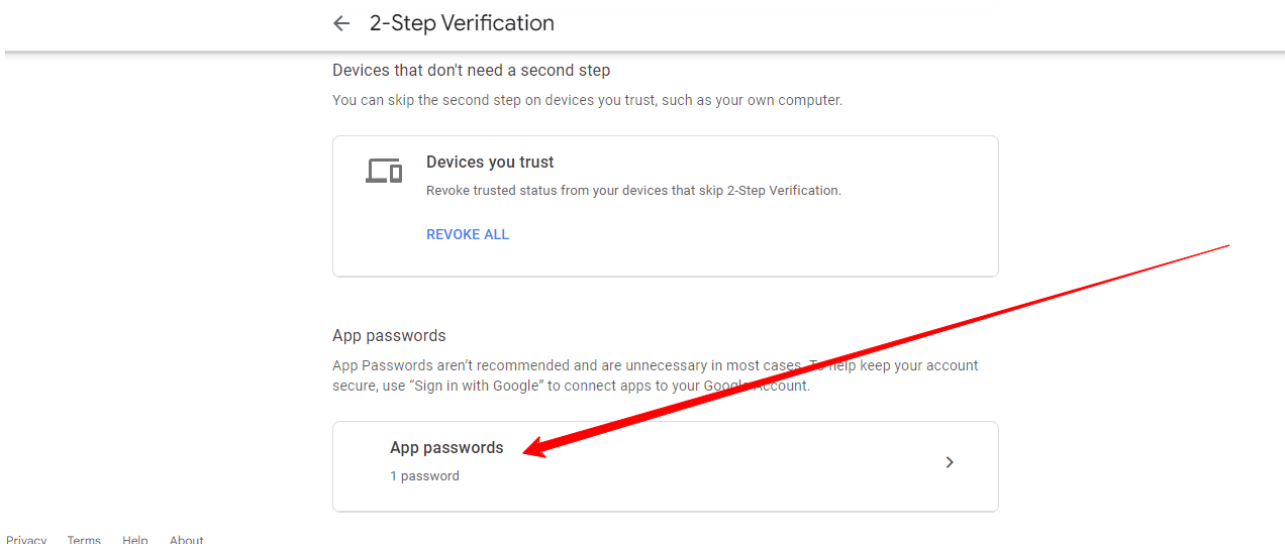 2-Step Verification
Devices that don't need a second step
You can skip the second step on devices you trust, such as your own computer.
Devices you trust
Revoke trusted status from your devices that skip 2-Step Verification.
REVOKE ALL
App passwords
App Passwords aren't recommended and are unnecessary in most cases. To help keep your account
secure, use “Sign in with Google” to connect apps to your Google Account.
App passwords
1 password
Privacy Terms Help About